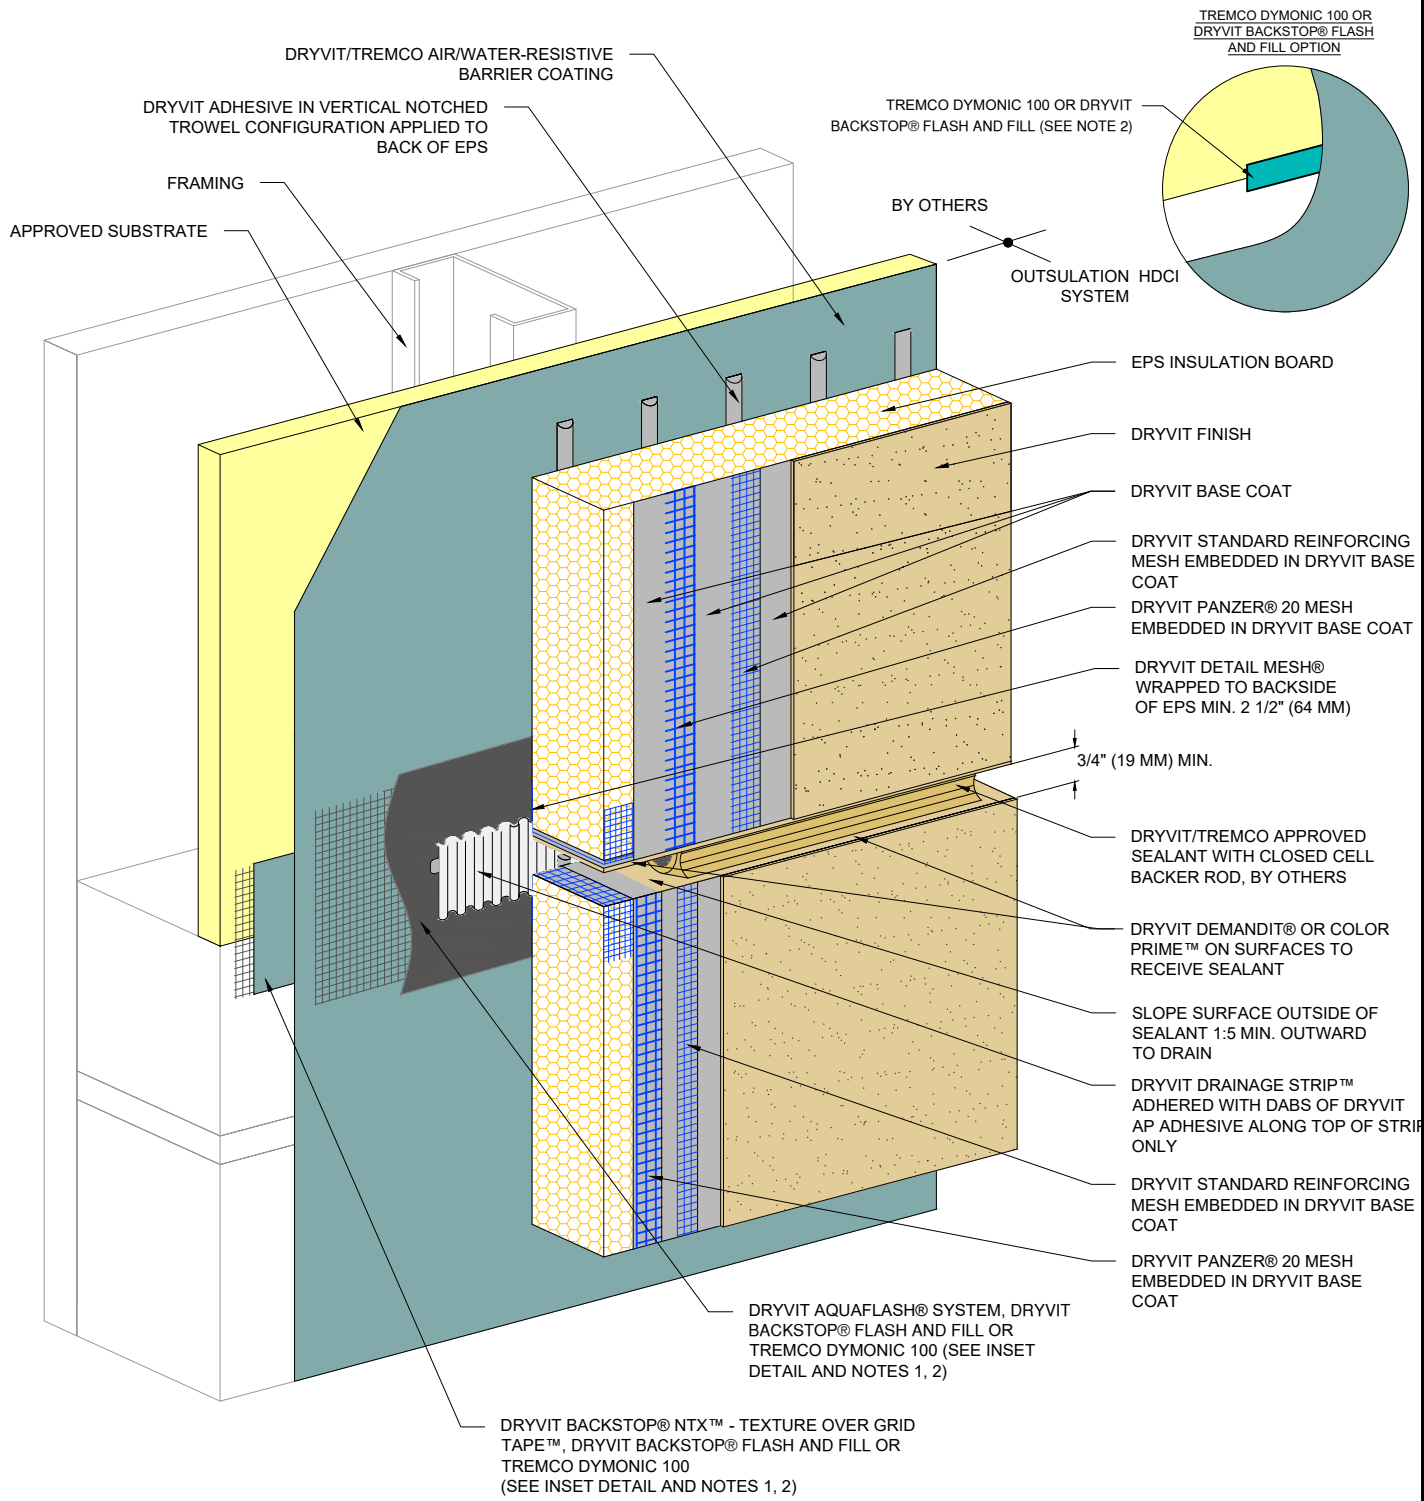 TREMCO DYMONIC 100 OR
DRYVIT BACKSTOP® FLASH
AND FILL OPTION
DRYVIT/TREMCO AIR/WATER-RESISTIVE
BARRIER COATING
DRYVIT ADHESIVE IN VERTICAL NOTCHED
TROWEL CONFIGURATION APPLIED TO
BACK OF EPS
TREMCO DYMONIC 100 OR DRYVIT
BACKSTOP® FLASH AND FILL (SEE NOTE 2)
FRAMING
APPROVED SUBSTRATE
BY OTHERS
OUTSULATION HDCI
SYSTEM
EPS INSULATION BOARD
DRYVIT FINISH
DRYVIT BASE COAT
DRYVIT STANDARD REINFORCING
MESH EMBEDDED IN DRYVIT BASE
COAT
DRYVIT PANZER® 20 MESH
EMBEDDED IN DRYVIT BASE COAT
DRYVIT DETAIL MESH®
WRAPPED TO BACKSIDE
OF EPS MIN. 2 1/2" (64 MM)
3/4" (19 MM) MIN.
DRYVIT/TREMCO APPROVED
SEALANT WITH CLOSED CELL
BACKER ROD, BY OTHERS
DRYVIT DEMANDIT® OR COLOR
PRIME™ ON SURFACES TO
RECEIVE SEALANT
SLOPE SURFACE OUTSIDE OF
SEALANT 1:5 MIN. OUTWARD
TO DRAIN
DRYVIT DRAINAGE STRIP™
ADHERED WITH DABS OF DRYVIT
AP ADHESIVE ALONG TOP OF STRIP
ONLY
DRYVIT STANDARD REINFORCING
MESH EMBEDDED IN DRYVIT BASE
COAT
DRYVIT PANZER® 20 MESH
EMBEDDED IN DRYVIT BASE
COAT
DRYVIT AQUAFLASH® SYSTEM, DRYVIT
BACKSTOP® FLASH AND FILL OR
TREMCO DYMONIC 100 (SEE INSET
DETAIL AND NOTES 1, 2)
DRYVIT BACKSTOP® NTX™ - TEXTURE OVER GRID
TAPE™, DRYVIT BACKSTOP® FLASH AND FILL OR
TREMCO DYMONIC 100
(SEE INSET DETAIL AND NOTES 1, 2)